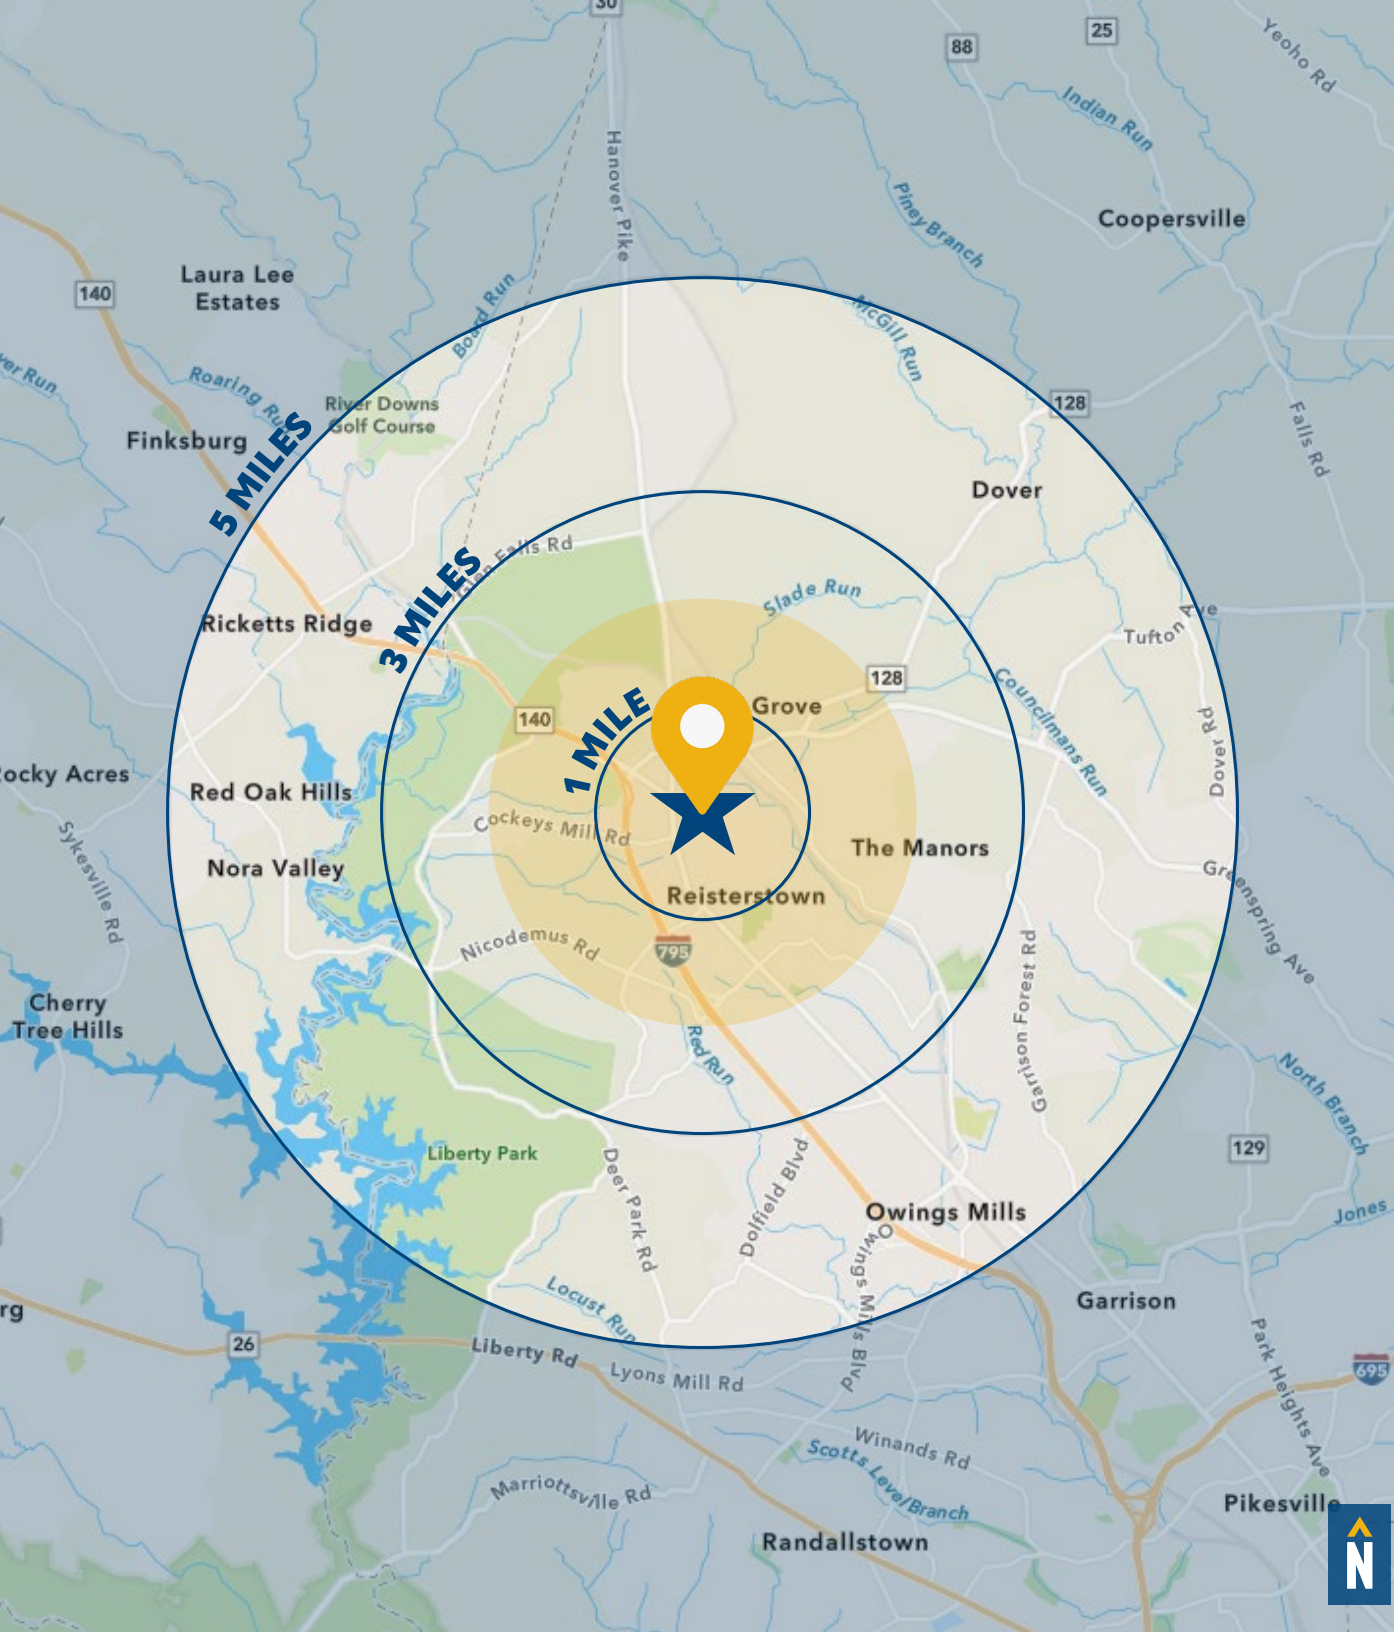 30
88
25
Yeoho Rd
Indian Run
Hanover Pike
Piney Branch
Coopersville
Laura Lee
Estates
140
Board Run
McGill Run
Roaring Run
River Downs
Golf Course
128
Falls Rd
Finksburg
5 MILES
Dover
Glen Falls Rd
3 MILES
Slade Run
Ricketts Ridge
Tufton Ave
128
Councilmans Run
1 MILE
Grove
140
Dover Rd
Rocky Acres
Red Oak Hills
Cockeys Mill Rd
The Manors
Sykesville Rd
Nora Valley
Greenspring Ave
Reisterstown
Nicodemus Rd
795
Garrison Forest Rd
Cherry
Tree Hills
Red Run
North Branch
Liberty Park
129
Deer Park Rd
Dolfield Blvd
Owings Mills
Jones
Owings Mills Blvd
Locust Run
Garrison
rg
26
Liberty Rd
Lyons Mill Rd
Park Heights Ave
695
Winands Rd
Scotts Level Branch
Marriottsville Rd
Pikesville
Randallstown
N